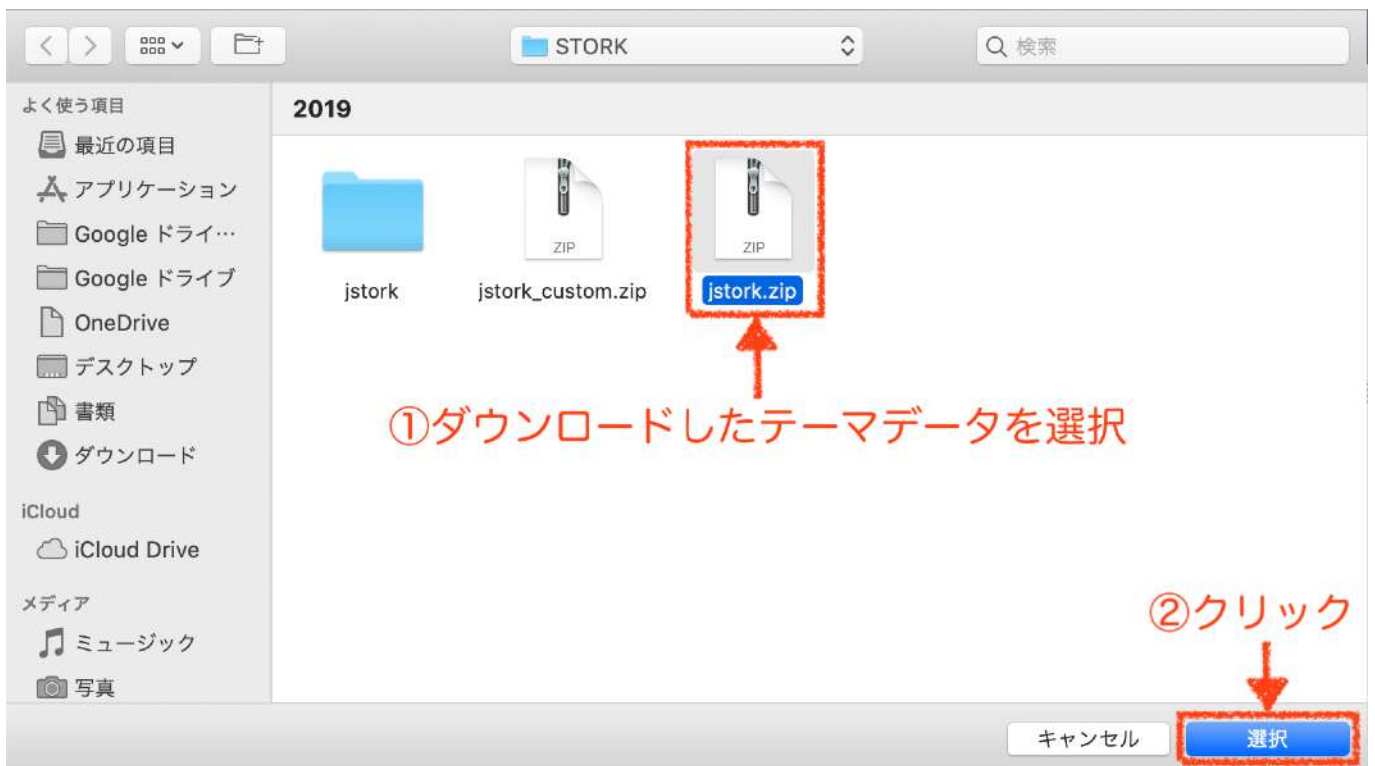 STORK
検索
よく使う項目
最近の項目
アプリケーション
Google ドライ…
Google ドライブ
OneDrive
デスクトップ
書類
ダウンロード
iCloud
iCloud Drive
メディア
ミュージック
写真
2019
ZIP
ZIP
jstork
jstork_custom.zip
jstork.zip
①ダウンロードしたテーマデータを選択
②クリック
キャンセル
選択